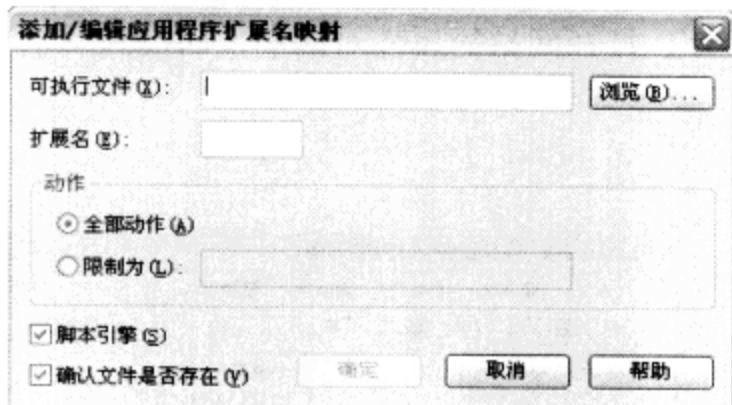 添加/编辑应用程序扩展名映射
可执行文件(X):
浏览(B)...
扩展名(E):
动作
全部动作(A)
限制为(L):
脚本引擎(S)
确认文件是否存在(V)
确定
取消
帮助